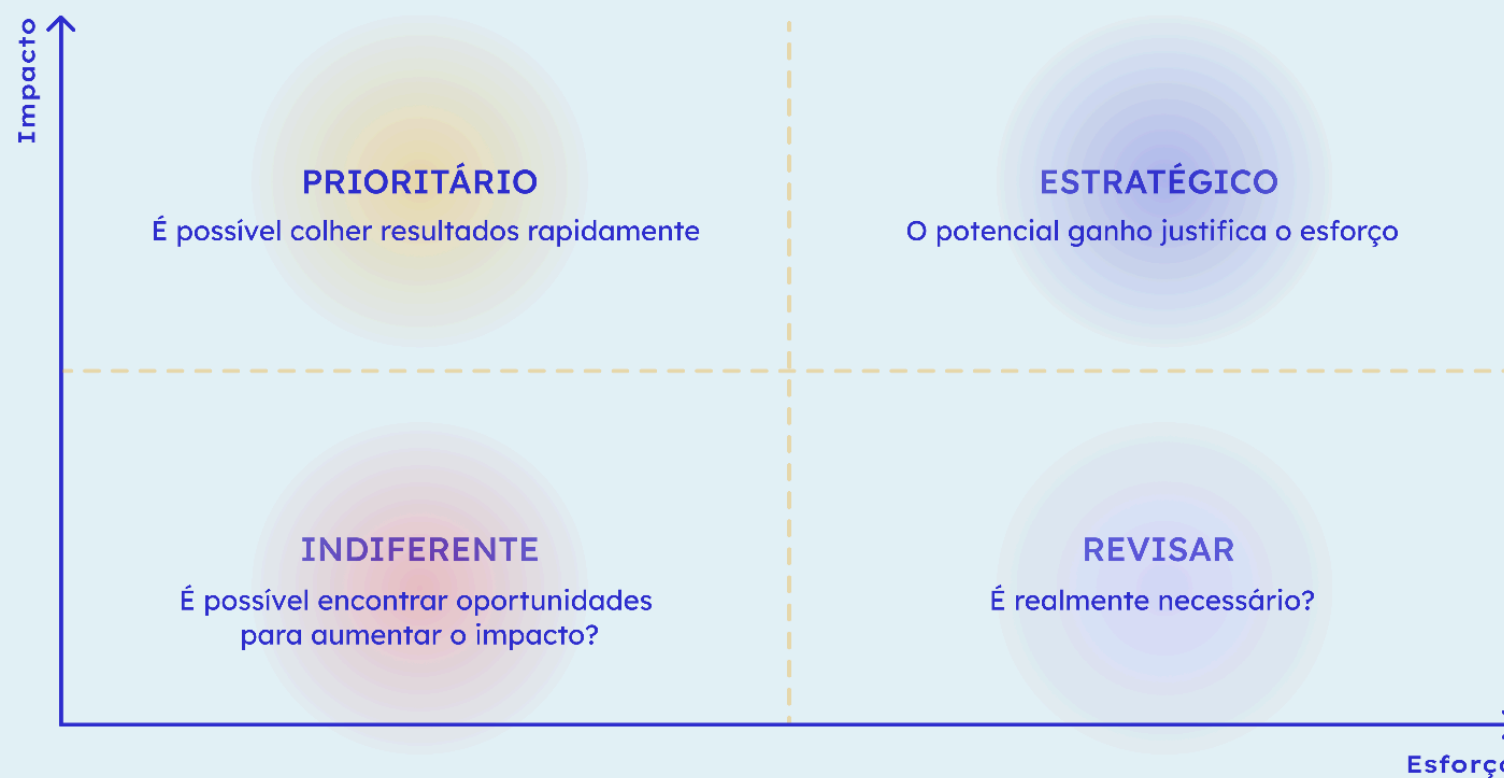 Impacto
PRIORITÁRIO
É possível colher resultados rapidamente
ESTRATÉGICO
O potencial ganho justifica o esforço
INDIFERENTE
É possível encontrar oportunidades
para aumentar o impacto?
REVISAR
É realmente necessário?
Esforço